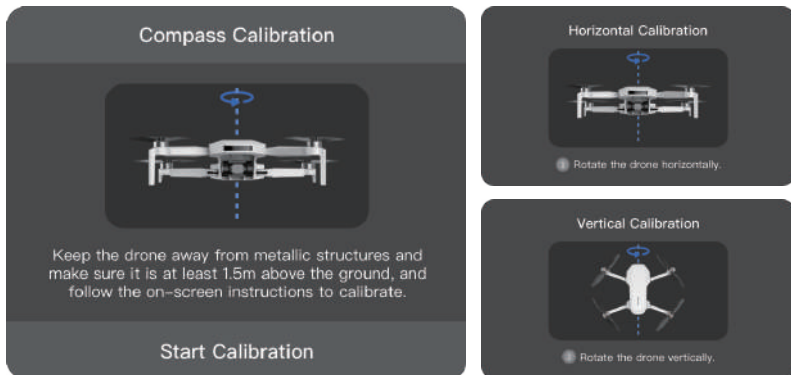 Compass Calibration
Keep the drone away from metallic structures and
make sure it is at least 1.5m above the ground, and
follow the on-screen instructions to calibrate.
Start Calibration
Horizontal Calibration
Rotate the drone horizontally.
Vertical Calibration
Rotate the drone vertically.